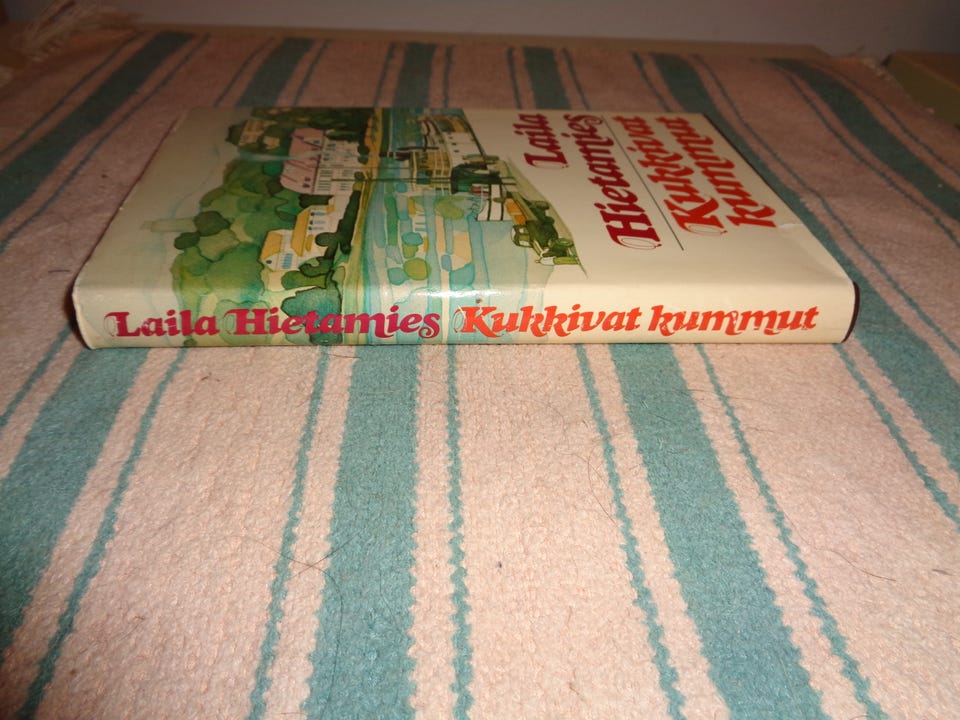 Laila
Hietamies
Kukkivat
kummut
Laila Hietamies Kukkivat kummut